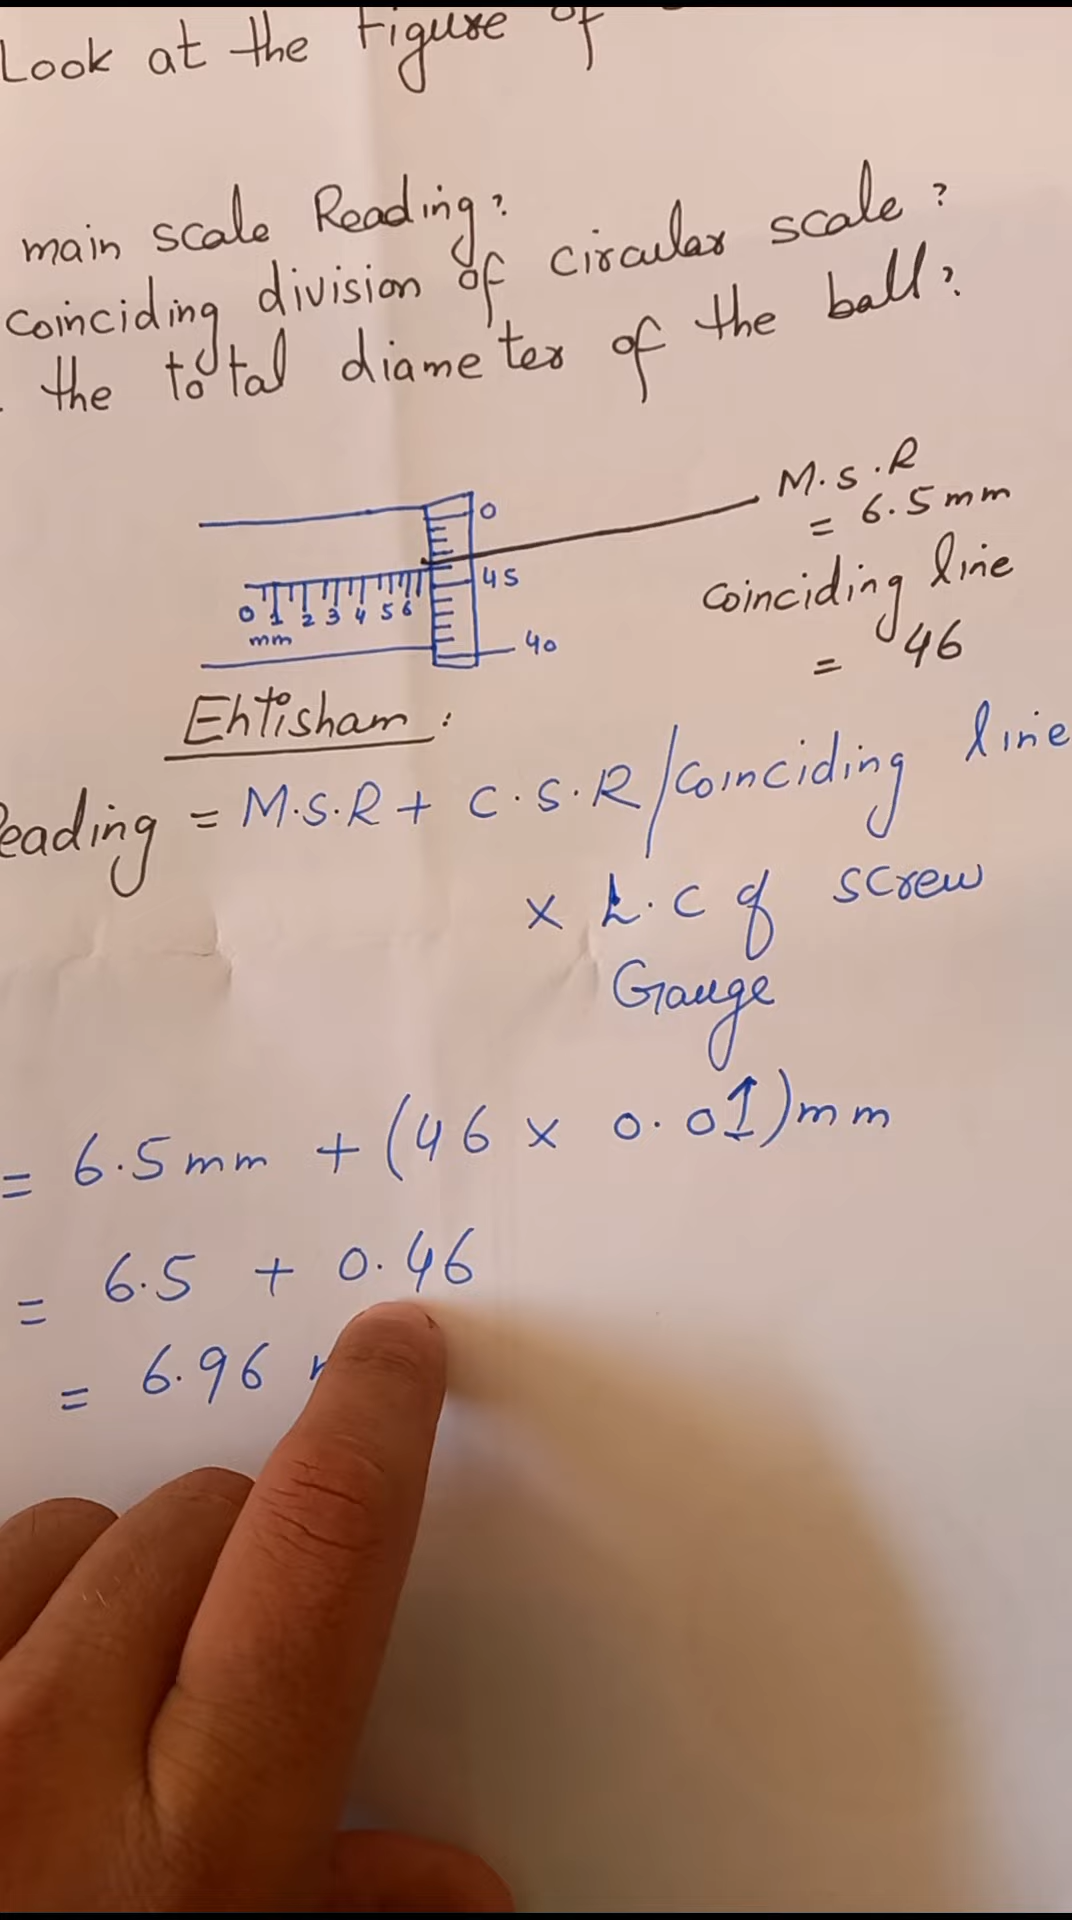 Look at the Figure of
main scale Reading?
coinciding division of circular scale?
the total diameter of the ball?
M.S.R
= 6.5mm
coinciding line
= 46
0
45
40
0 1 2 3 4 5 6
mm
Ehtisham:
Reading = M.S.R + C.S.R/Coinciding line
x L.C of screw
Gauge
= 6.5mm + (46 x 0.01)mm
= 6.5 + 0.46
= 6.96